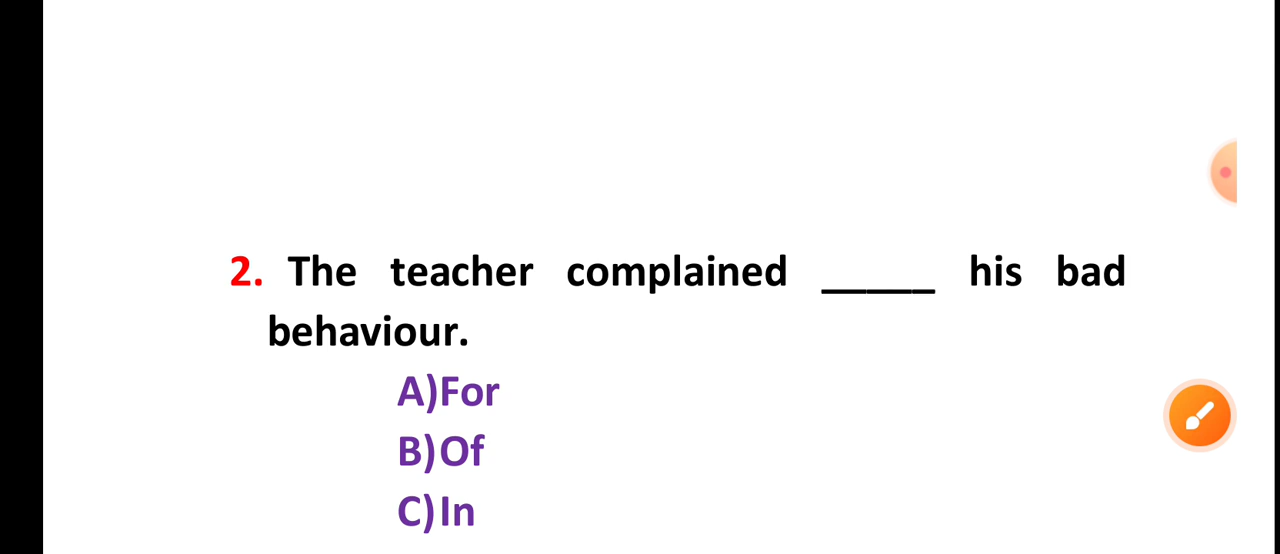 2. The teacher complained _____ his bad
behaviour.
A)For
B)Of
C)In